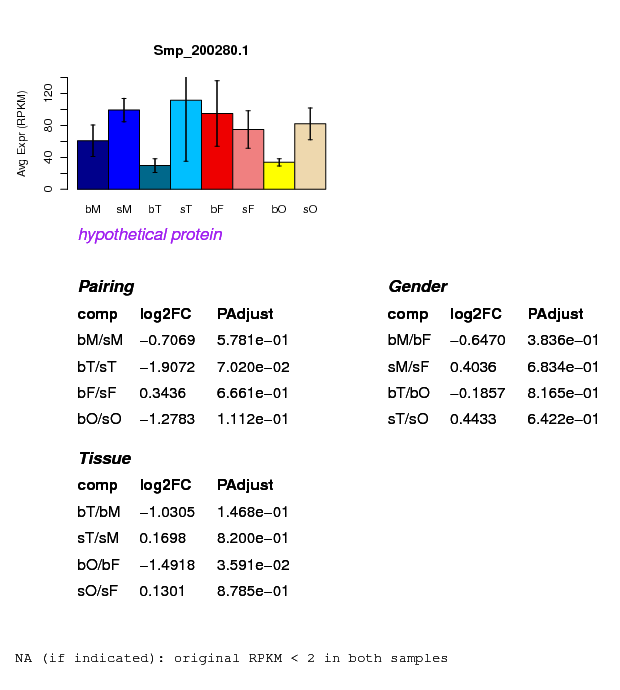 Smp_200280.1
Avg Expr (RPKM)
0 40 80 120
bM sM bT sT bF sF bO sO
hypothetical protein
Pairing
comp log2FC PAdjust
bM/sM −0.7069 5.781e−01
bT/sT −1.9072 7.020e−02
bF/sF 0.3436 6.661e−01
bO/sO −1.2783 1.112e−01
Gender
comp log2FC PAdjust
bM/bF −0.6470 3.836e−01
sM/sF 0.4036 6.834e−01
bT/bO −0.1857 8.165e−01
sT/sO 0.4433 6.422e−01
Tissue
comp log2FC PAdjust
bT/bM −1.0305 1.468e−01
sT/sM 0.1698 8.200e−01
bO/bF −1.4918 3.591e−02
sO/sF 0.1301 8.785e−01
NA (if indicated): original RPKM < 2 in both samples